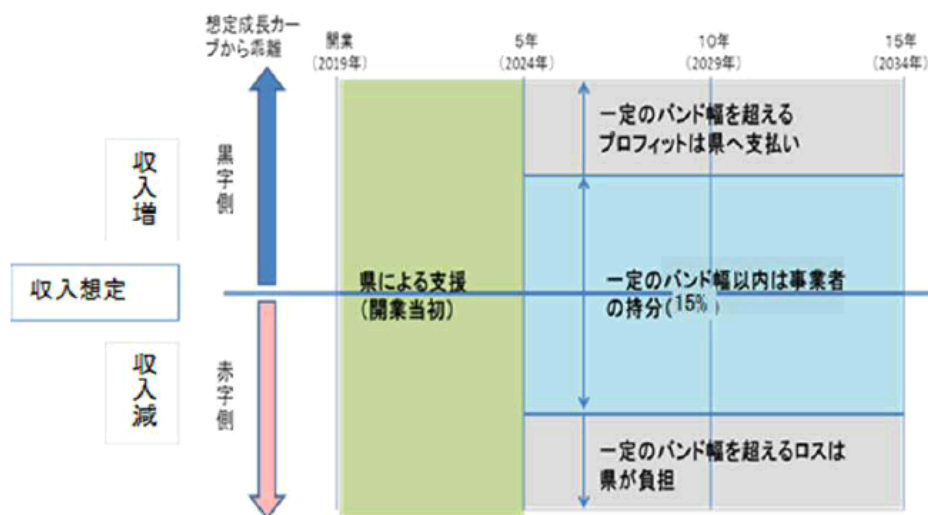 想定成長カー
ブから乖離
開業
(2019年)
5年
(2024年)
10年
(2029年)
15年
(2034年)
収入増
黒字側
一定のバンド幅を超える
プロフィットは県へ支払い
収入想定
県による支援
(開業当初)
一定のバンド幅以内は事業者
の持分(15%)
収入減
赤字側
一定のバンド幅を超えるロスは
県が負担